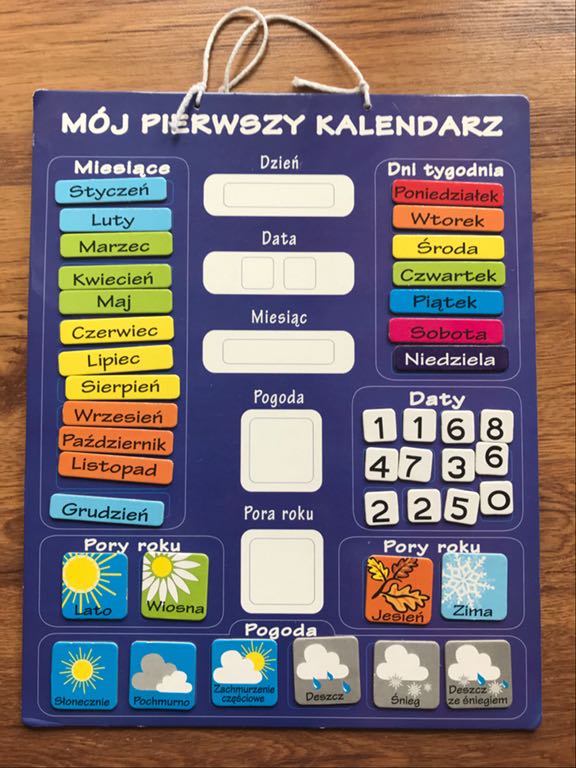 MÓJ PIERWSZY KALENDARZ
Miesiące
Styczeń
Luty
Marzec
Kwiecień
Maj
Czerwiec
Lipiec
Sierpień
Wrzesień
Październik
Listopad
Grudzień
Dzień
Data
Miesiąc
Pogoda
Pora roku
Dni tygodnia
Poniedziałek
Wtorek
Środa
Czwartek
Piątek
Sobota
Niedziela
Daty
1 1 6 8
4 7 3 6
2 2 5 0
Pory roku
Lato
Wiosna
Pory roku
Jesień
Zima
Pogoda
Słonecznie
Pochmurno
Zachmurzenie
częściowe
Deszcz
Śnieg
Deszcz
ze śniegiem